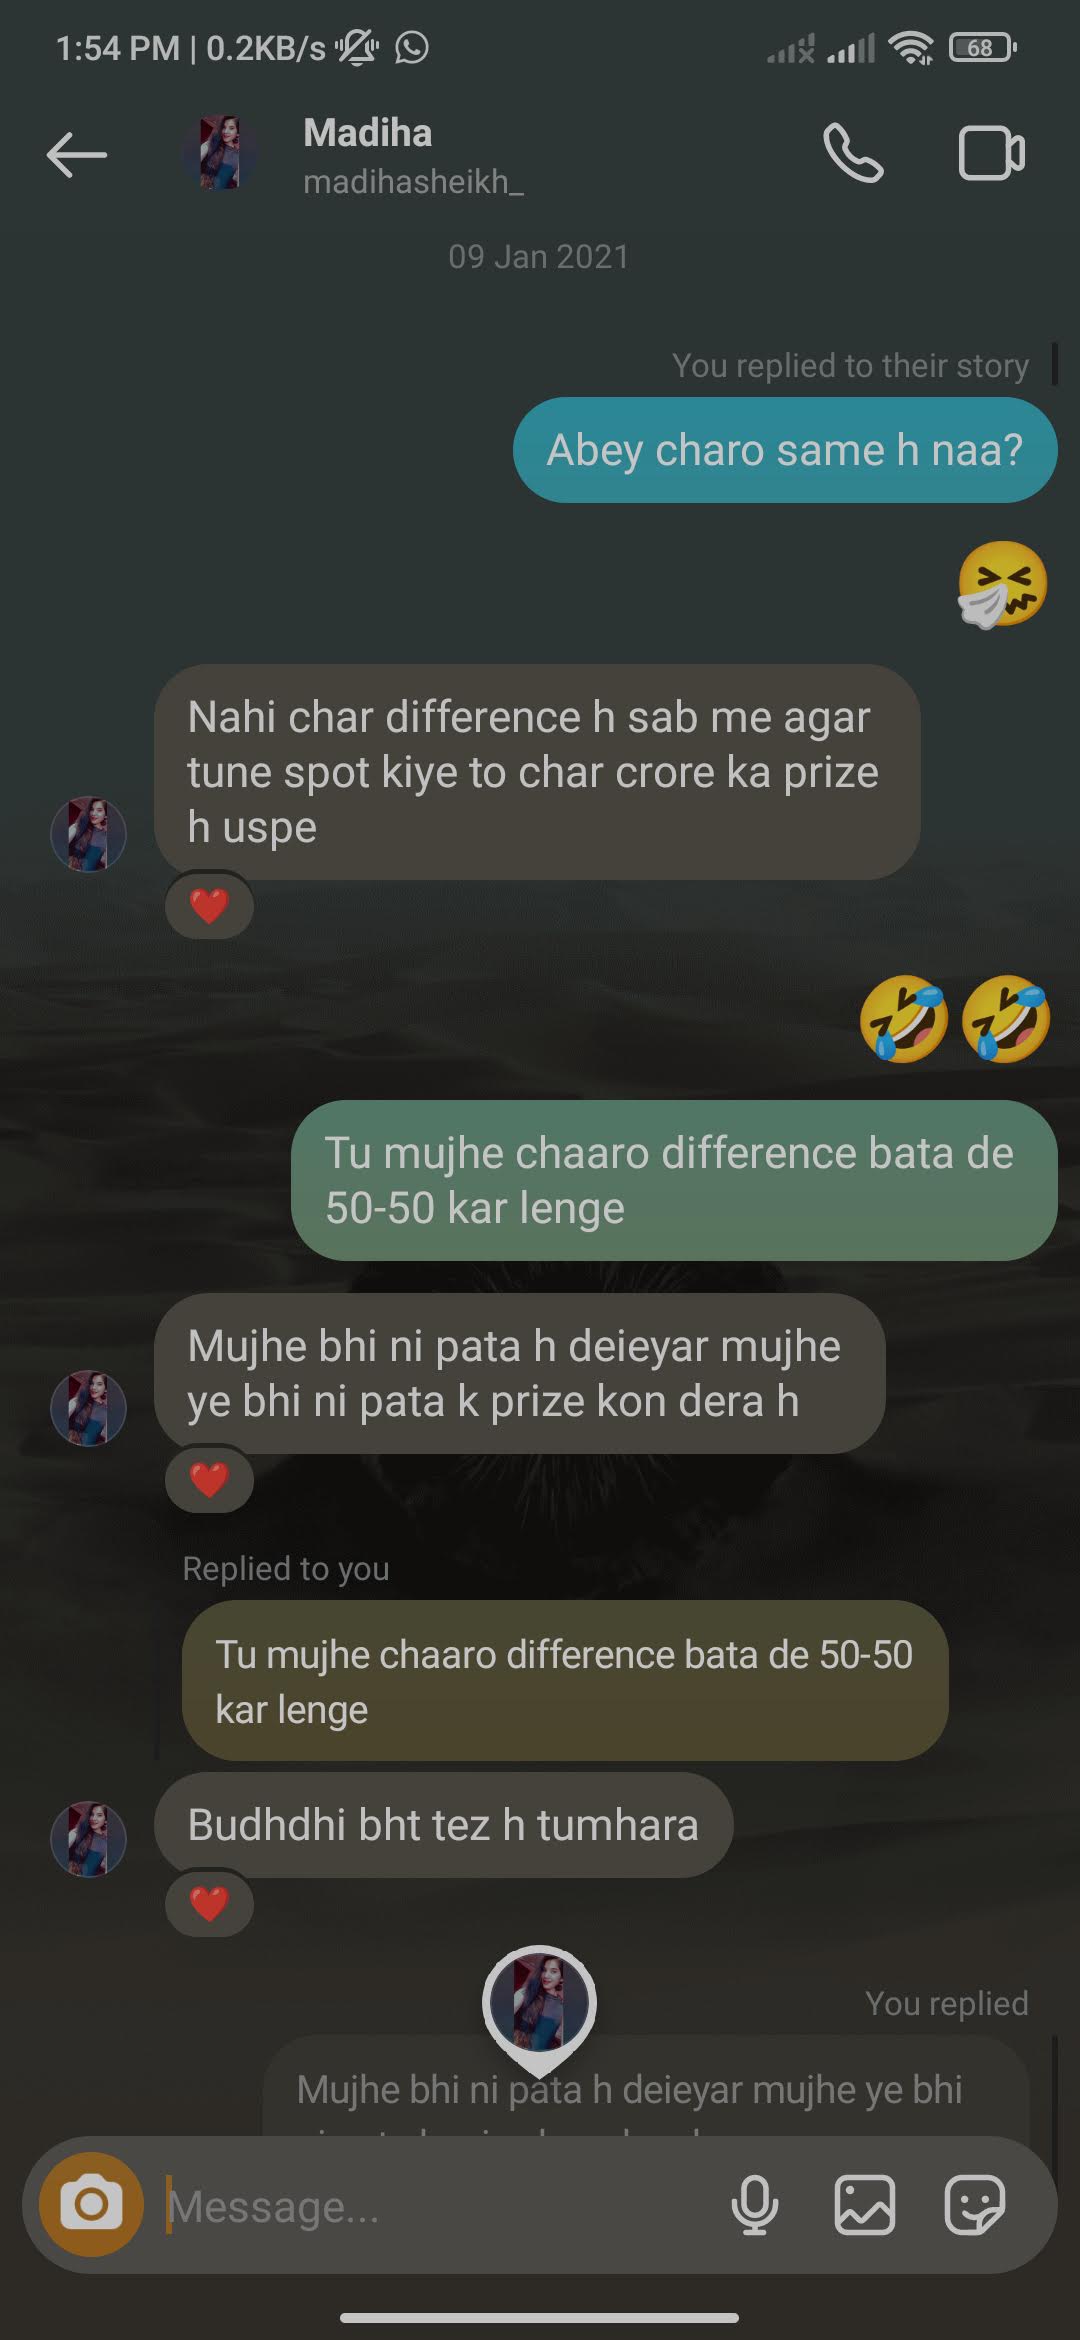 1:54 PM | 0.2KB/s
68
Madiha
madihasheikh_
09 Jan 2021
You replied to their story
Abey charo same h naa?
🤧
Nahi char difference h sab me agar
tune spot kiye to char crore ka prize
h uspe
❤️
🤣🤣
Tu mujhe chaaro difference bata de
50-50 kar lenge
Mujhe bhi ni pata h deieyar mujhe
ye bhi ni pata k prize kon dera h
❤️
Replied to you
Tu mujhe chaaro difference bata de 50-50
kar lenge
Budhdhi bht tez h tumhara
❤️
You replied
Mujhe bhi ni pata h deieyar mujhe ye bhi
Message...